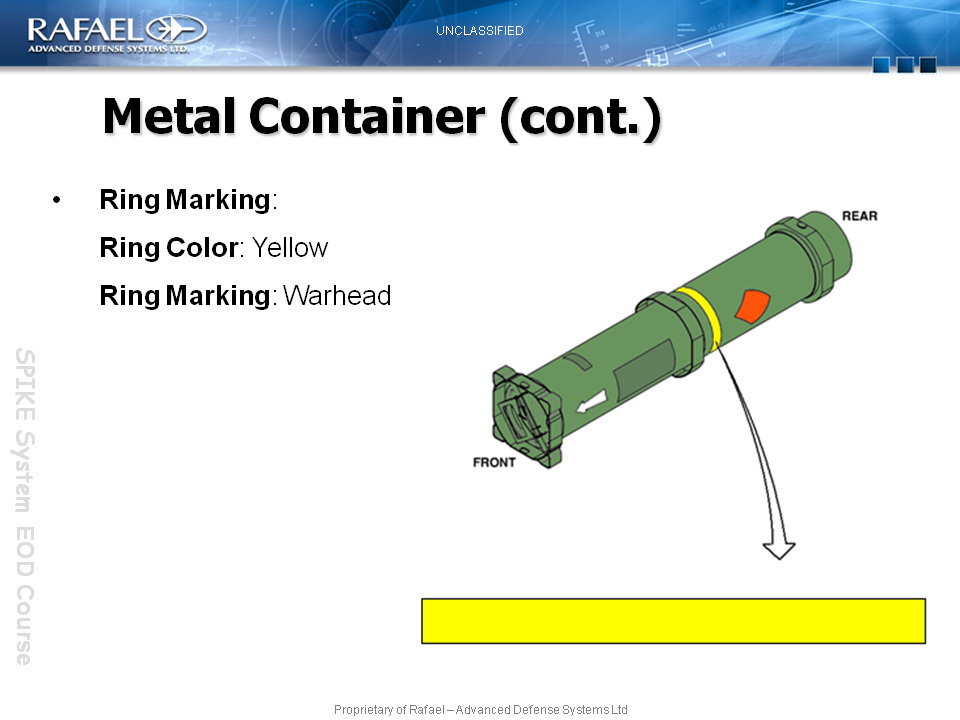 RAFAEL
ADVANCED DEFENSE SYSTEMS LTD.
UNCLASSIFIED
Metal Container (cont.)
• Ring Marking:
Ring Color: Yellow
Ring Marking: Warhead
REAR
FRONT
SPIKE System EOD Course
Proprietary of Rafael – Advanced Defense Systems Ltd